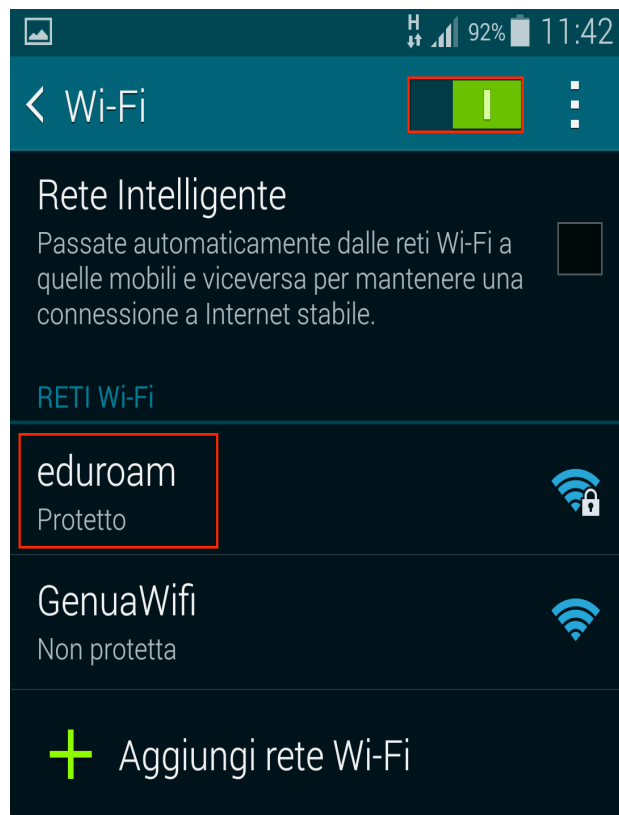 H 92% 11:42
Wi-Fi
Rete Intelligente
Passate automaticamente dalle reti Wi-Fi a
quelle mobili e viceversa per mantenere una
connessione a Internet stabile.
RETI Wi-Fi
eduroam
Protetto
GenuaWifi
Non protetta
Aggiungi rete Wi-Fi